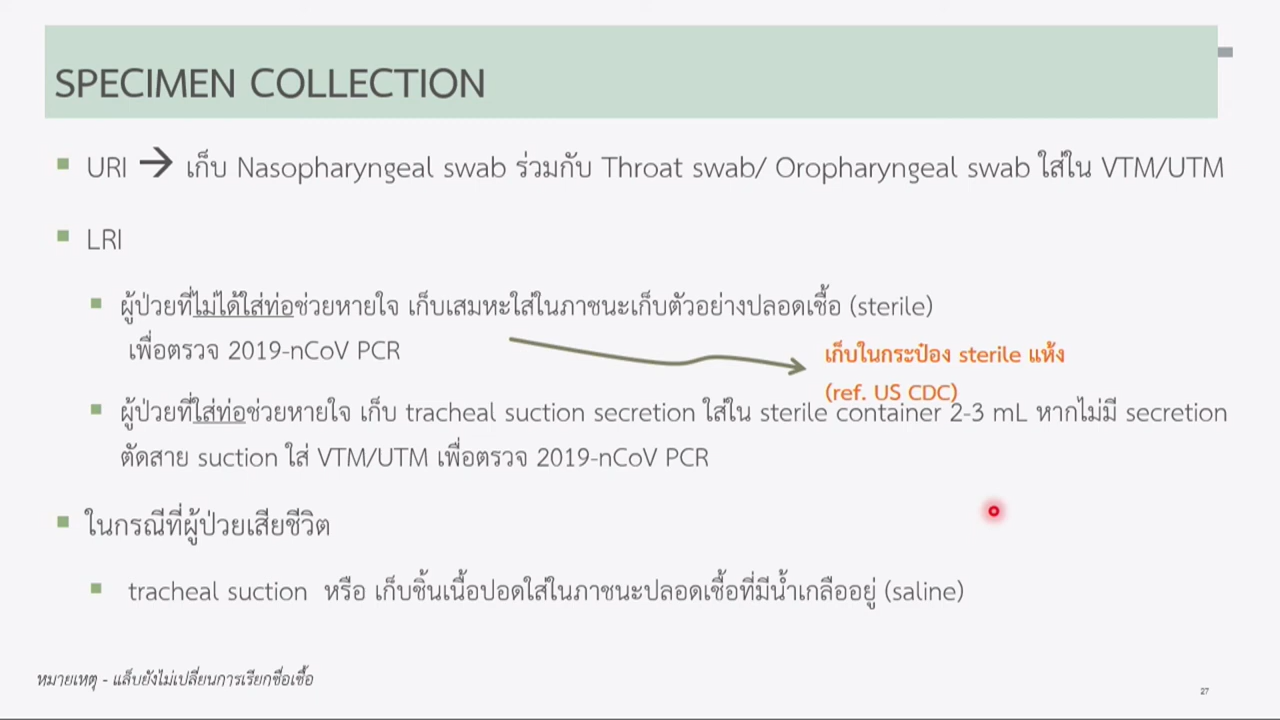 SPECIMEN COLLECTION
URI → เก็บ Nasopharyngeal swab ร่วมกับ Throat swab/ Oropharyngeal swab ใส่ใน VTM/UTM
LRI
ผู้ป่วยที่ไม่ได้ใส่ท่อช่วยหายใจ เก็บเสมหะใส่ในภาชนะเก็บตัวอย่างปลอดเชื้อ (sterile)
เพื่อตรวจ 2019-nCoV PCR
เก็บในกระป๋อง sterile แห้ง
(ref. US CDC)
ผู้ป่วยที่ใส่ท่อช่วยหายใจ เก็บ tracheal suction secretion ใส่ใน sterile container 2-3 mL หากไม่มี secretion
ตัดสาย suction ใส่ VTM/UTM เพื่อตรวจ 2019-nCoV PCR
ในกรณีที่ผู้ป่วยเสียชีวิต
tracheal suction หรือ เก็บชิ้นเนื้อปอดใส่ในภาชนะปลอดเชื้อที่มีน้ำเกลืออยู่ (saline)
หมายเหตุ - แล็บยังไม่เปลี่ยนการเรียกชื่อเชื้อ
27